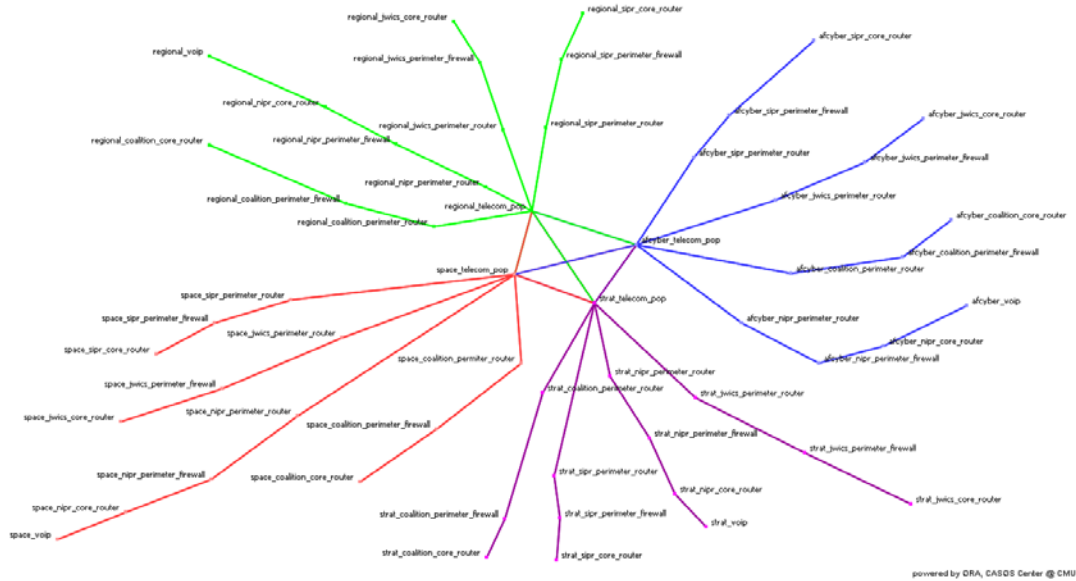 regional_sipr_core_router
regional_jwics_core_router
afcyber_sipr_core_router
regional_voip
regional_jwics_perimeter_firewall
regional_sipr_perimeter_firewall
regional_nipr_core_router
afcyber_sipr_perimeter_firewall
afcyber_jwics_core_router
regional_jwics_perimeter_router
regional_sipr_perimeter_router
regional_coalition_core_router
regional_nipr_perimeter_firewall
afcyber_sipr_perimeter_router
afcyber_jwics_perimeter_firewall
regional_nipr_perimeter_router
afcyber_jwics_perimeter_router
regional_coalition_perimeter_firewall
regional_telecom_pop
regional_coalition_perimeter_router
afcyber_coalition_core_router
afcyber_telecom_pop
afcyber_coalition_perimeter_firewall
space_telecom_pop
afcyber_coalition_perimeter_router
space_sipr_perimeter_router
strat_telecom_pop
afcyber_voip
space_sipr_perimeter_firewall
space_jwics_perimeter_router
afcyber_nipr_perimeter_router
afcyber_nipr_core_router
space_sipr_core_router
space_coalition_permiter_router
afcyber_nipr_perimeter_firewall
strat_nipr_perimeter_router
space_jwics_perimeter_firewall
strat_coalition_perimeter_router
strat_jwics_perimeter_router
space_jwics_core_router
space_nipr_perimeter_router
space_coalition_perimeter_firewall
strat_nipr_perimeter_firewall
strat_jwics_perimeter_firewall
space_nipr_perimeter_firewall
space_coalition_core_router
strat_sipr_perimeter_router
strat_nipr_core_router
strat_jwics_core_router
space_nipr_core_router
strat_coalition_perimeter_firewall
strat_sipr_perimeter_firewall
strat_voip
space_voip
strat_coalition_core_router
strat_sipr_core_router
powered by ORA, CASOS Center @ CMU